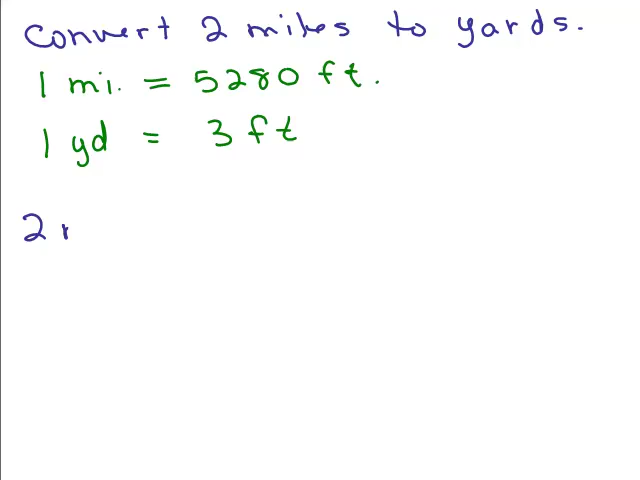 Convert 2 miles to yards.
1 mi. = 5280 ft.
1 yd = 3 ft
2